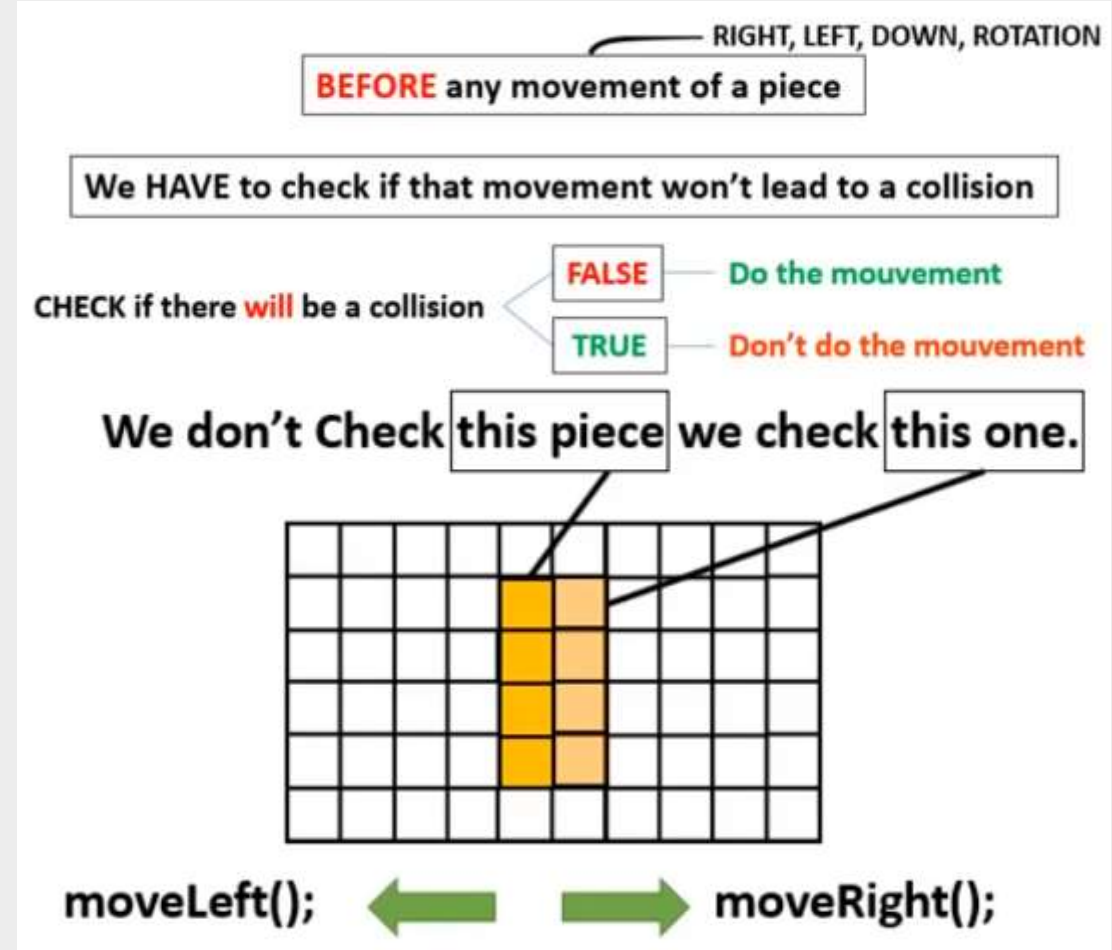 RIGHT, LEFT, DOWN, ROTATION
BEFORE any movement of a piece
We HAVE to check if that movement won't lead to a collision
FALSE
Do the mouvement
CHECK if there will be a collision
TRUE
Don't do the mouvement
We don't Check this piece we check this one.
moveLeft();
moveRight();